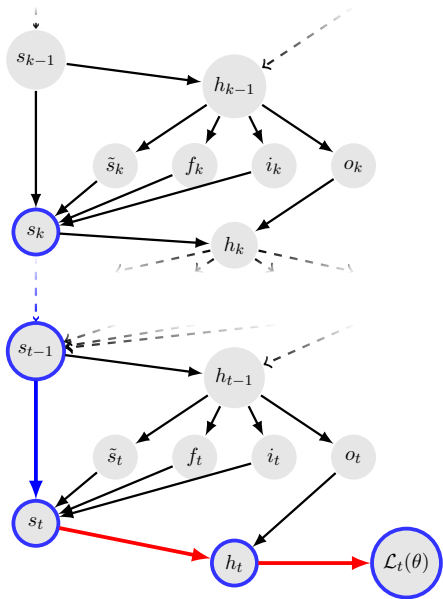 s_{k−1}
h_{k−1}
s̃_k f_k i_k o_k
s_k
h_k
s_{t−1}
h_{t−1}
s̃_t f_t i_t o_t
s_t
h_t ℒ_t(θ)